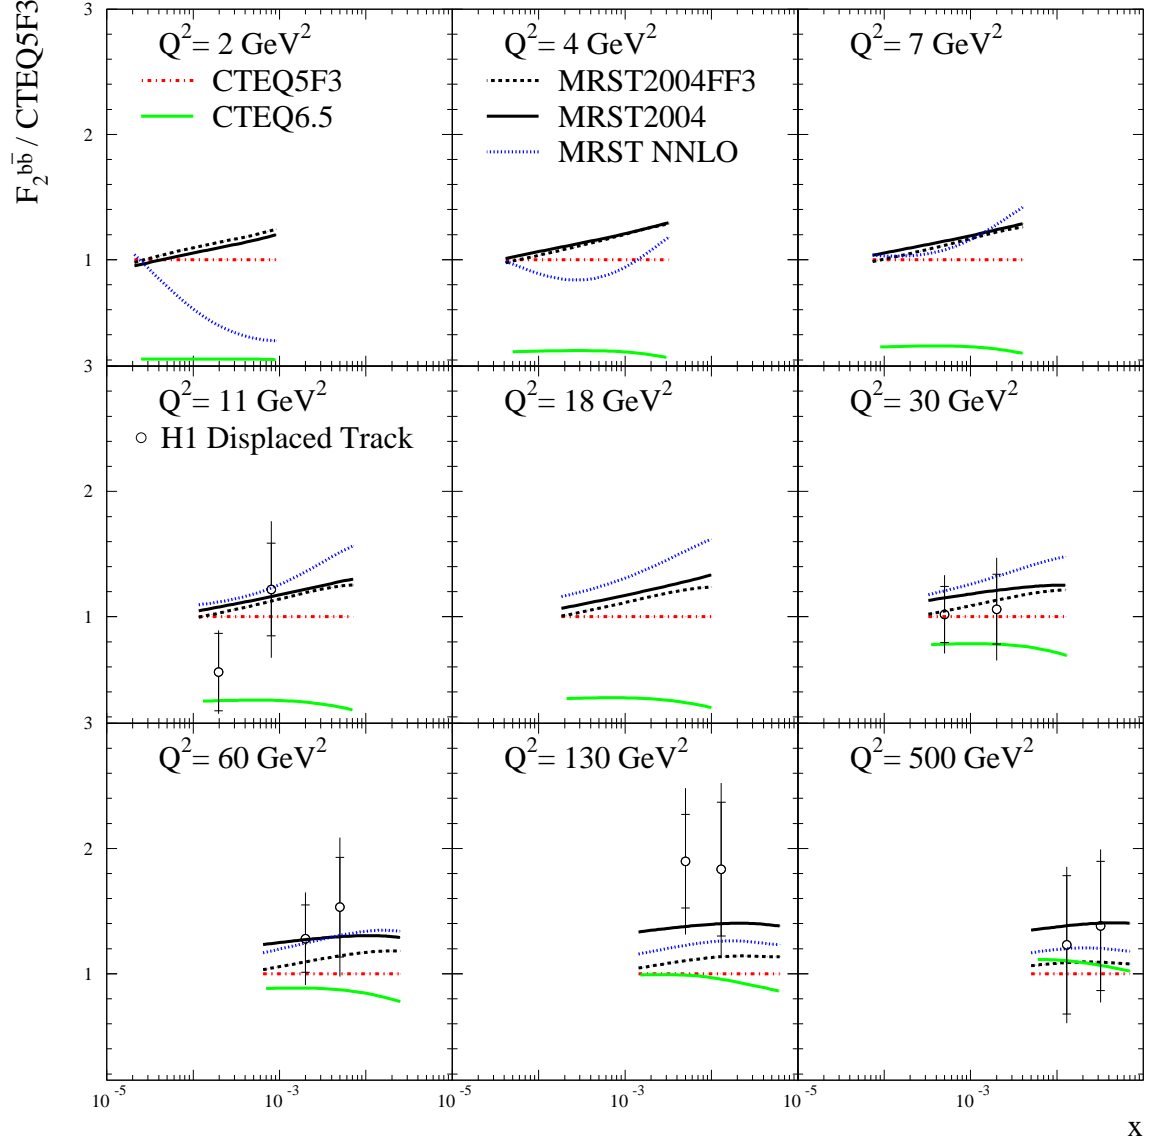 F₂ᵇᵇ̄ / CTEQ5F3
Q²= 2 GeV²
CTEQ5F3
CTEQ6.5
Q²= 4 GeV²
MRST2004FF3
MRST2004
MRST NNLO
Q²= 7 GeV²
3
2
1
Q²= 11 GeV²
H1 Displaced Track
Q²= 18 GeV²
Q²= 30 GeV²
3
2
1
Q²= 60 GeV²
Q²= 130 GeV²
Q²= 500 GeV²
3
2
1
10⁻⁵ 10⁻³ 10⁻⁵ 10⁻³ 10⁻⁵ 10⁻³ 10⁻¹
x